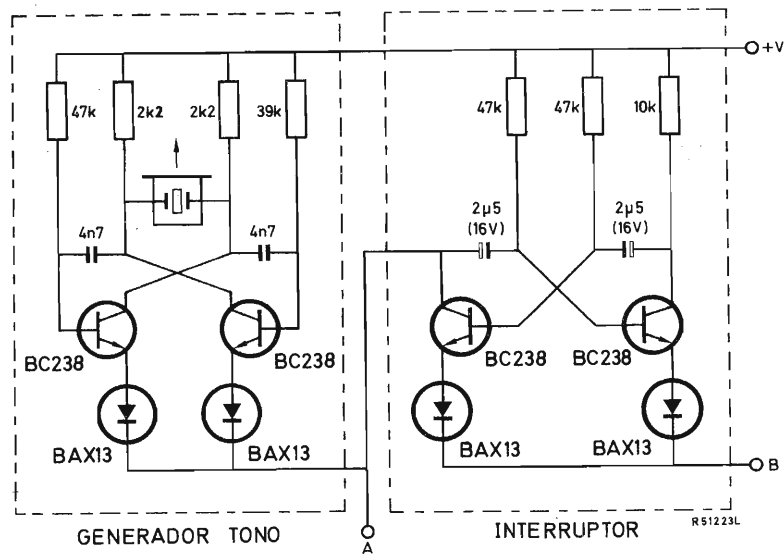 +V
47k 2k2 2k2 39k
47k 47k 10k
4n7 4n7
2µ5 2µ5
(16V) (16V)
BC238 BC238
BC238 BC238
BAX13 BAX13
BAX13 BAX13
B
A
R51223L
GENERADOR TONO
INTERRUPTOR